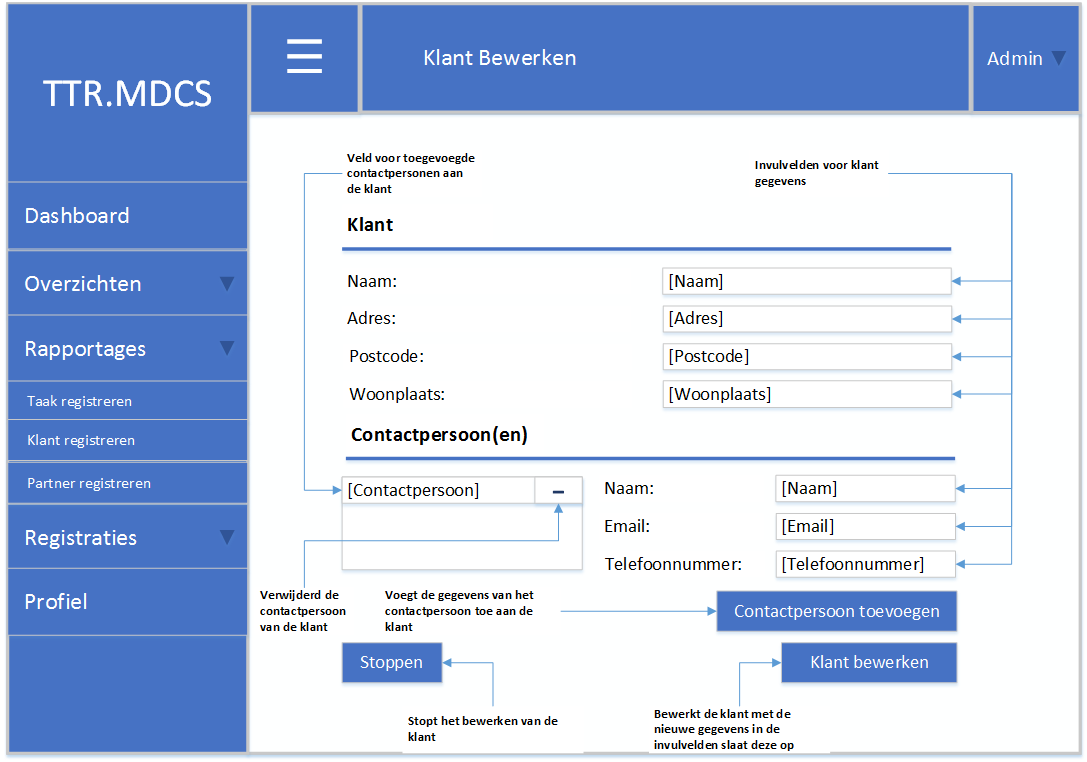 TTR.MDCS
Klant Bewerken
Admin
Dashboard
Overzichten
Rapportages
Taak registreren
Klant registreren
Partner registreren
Registraties
Profiel
Veld voor toegevoegde
contactpersonen aan
de klant
Invulvelden voor klant
gegevens
Klant
Naam:
[Naam]
Adres:
[Adres]
Postcode:
[Postcode]
Woonplaats:
[Woonplaats]
Contactpersoon(en)
[Contactpersoon]
Naam:
[Naam]
Email:
[Email]
Telefoonnummer:
[Telefoonnummer]
Verwijderd de
contactpersoon
van de klant
Voegt de gegevens van het
contactpersoon toe aan de
klant
Contactpersoon toevoegen
Stoppen
Klant bewerken
Stopt het bewerken van de
klant
Bewerkt de klant met de
nieuwe gegevens in de
invulvelden slaat deze op